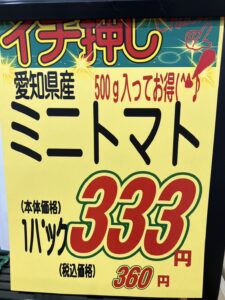 イチ押し
愛知県産 500g入ってお得(^^♪
ミニトマト
(本体価格)
1パック333円
(税込価格) 360円